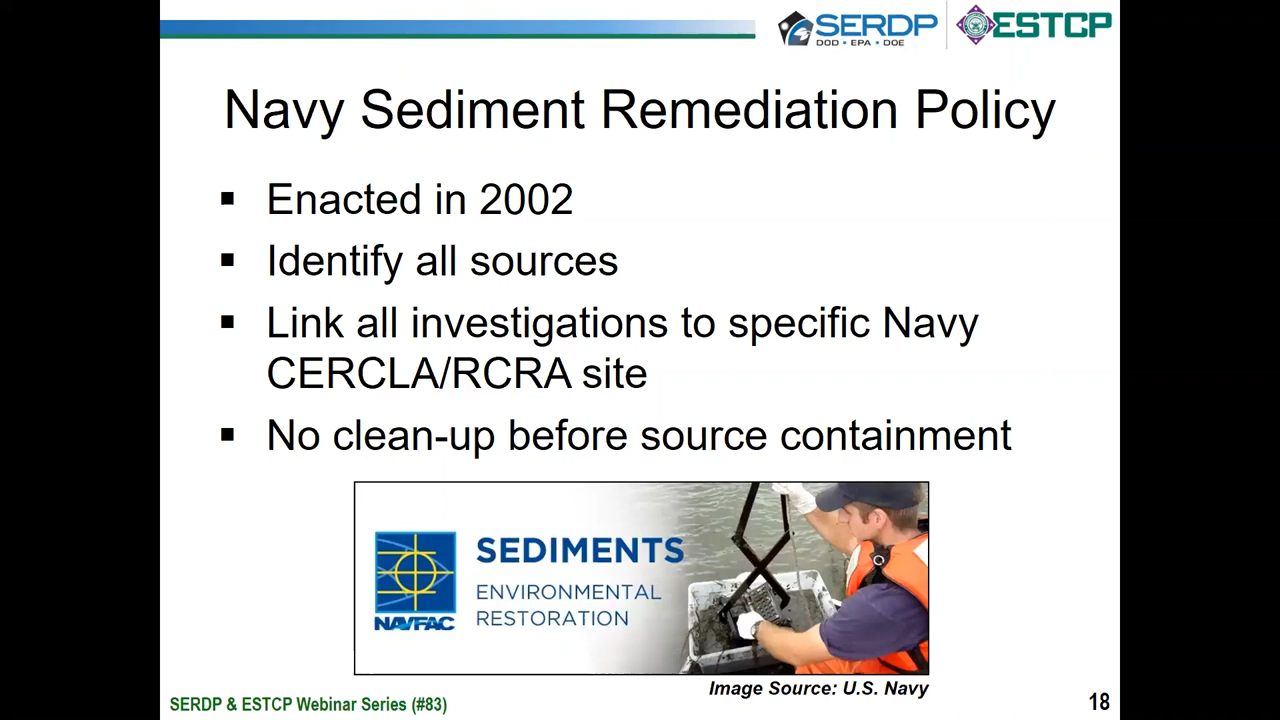 SERDP
DOD • EPA • DOE
ESTCP
Navy Sediment Remediation Policy
▪ Enacted in 2002
▪ Identify all sources
▪ Link all investigations to specific Navy
CERCLA/RCRA site
▪ No clean-up before source containment
SEDIMENTS
ENVIRONMENTAL
RESTORATION
NAVFAC
Image Source: U.S. Navy
SERDP & ESTCP Webinar Series (#83)
18